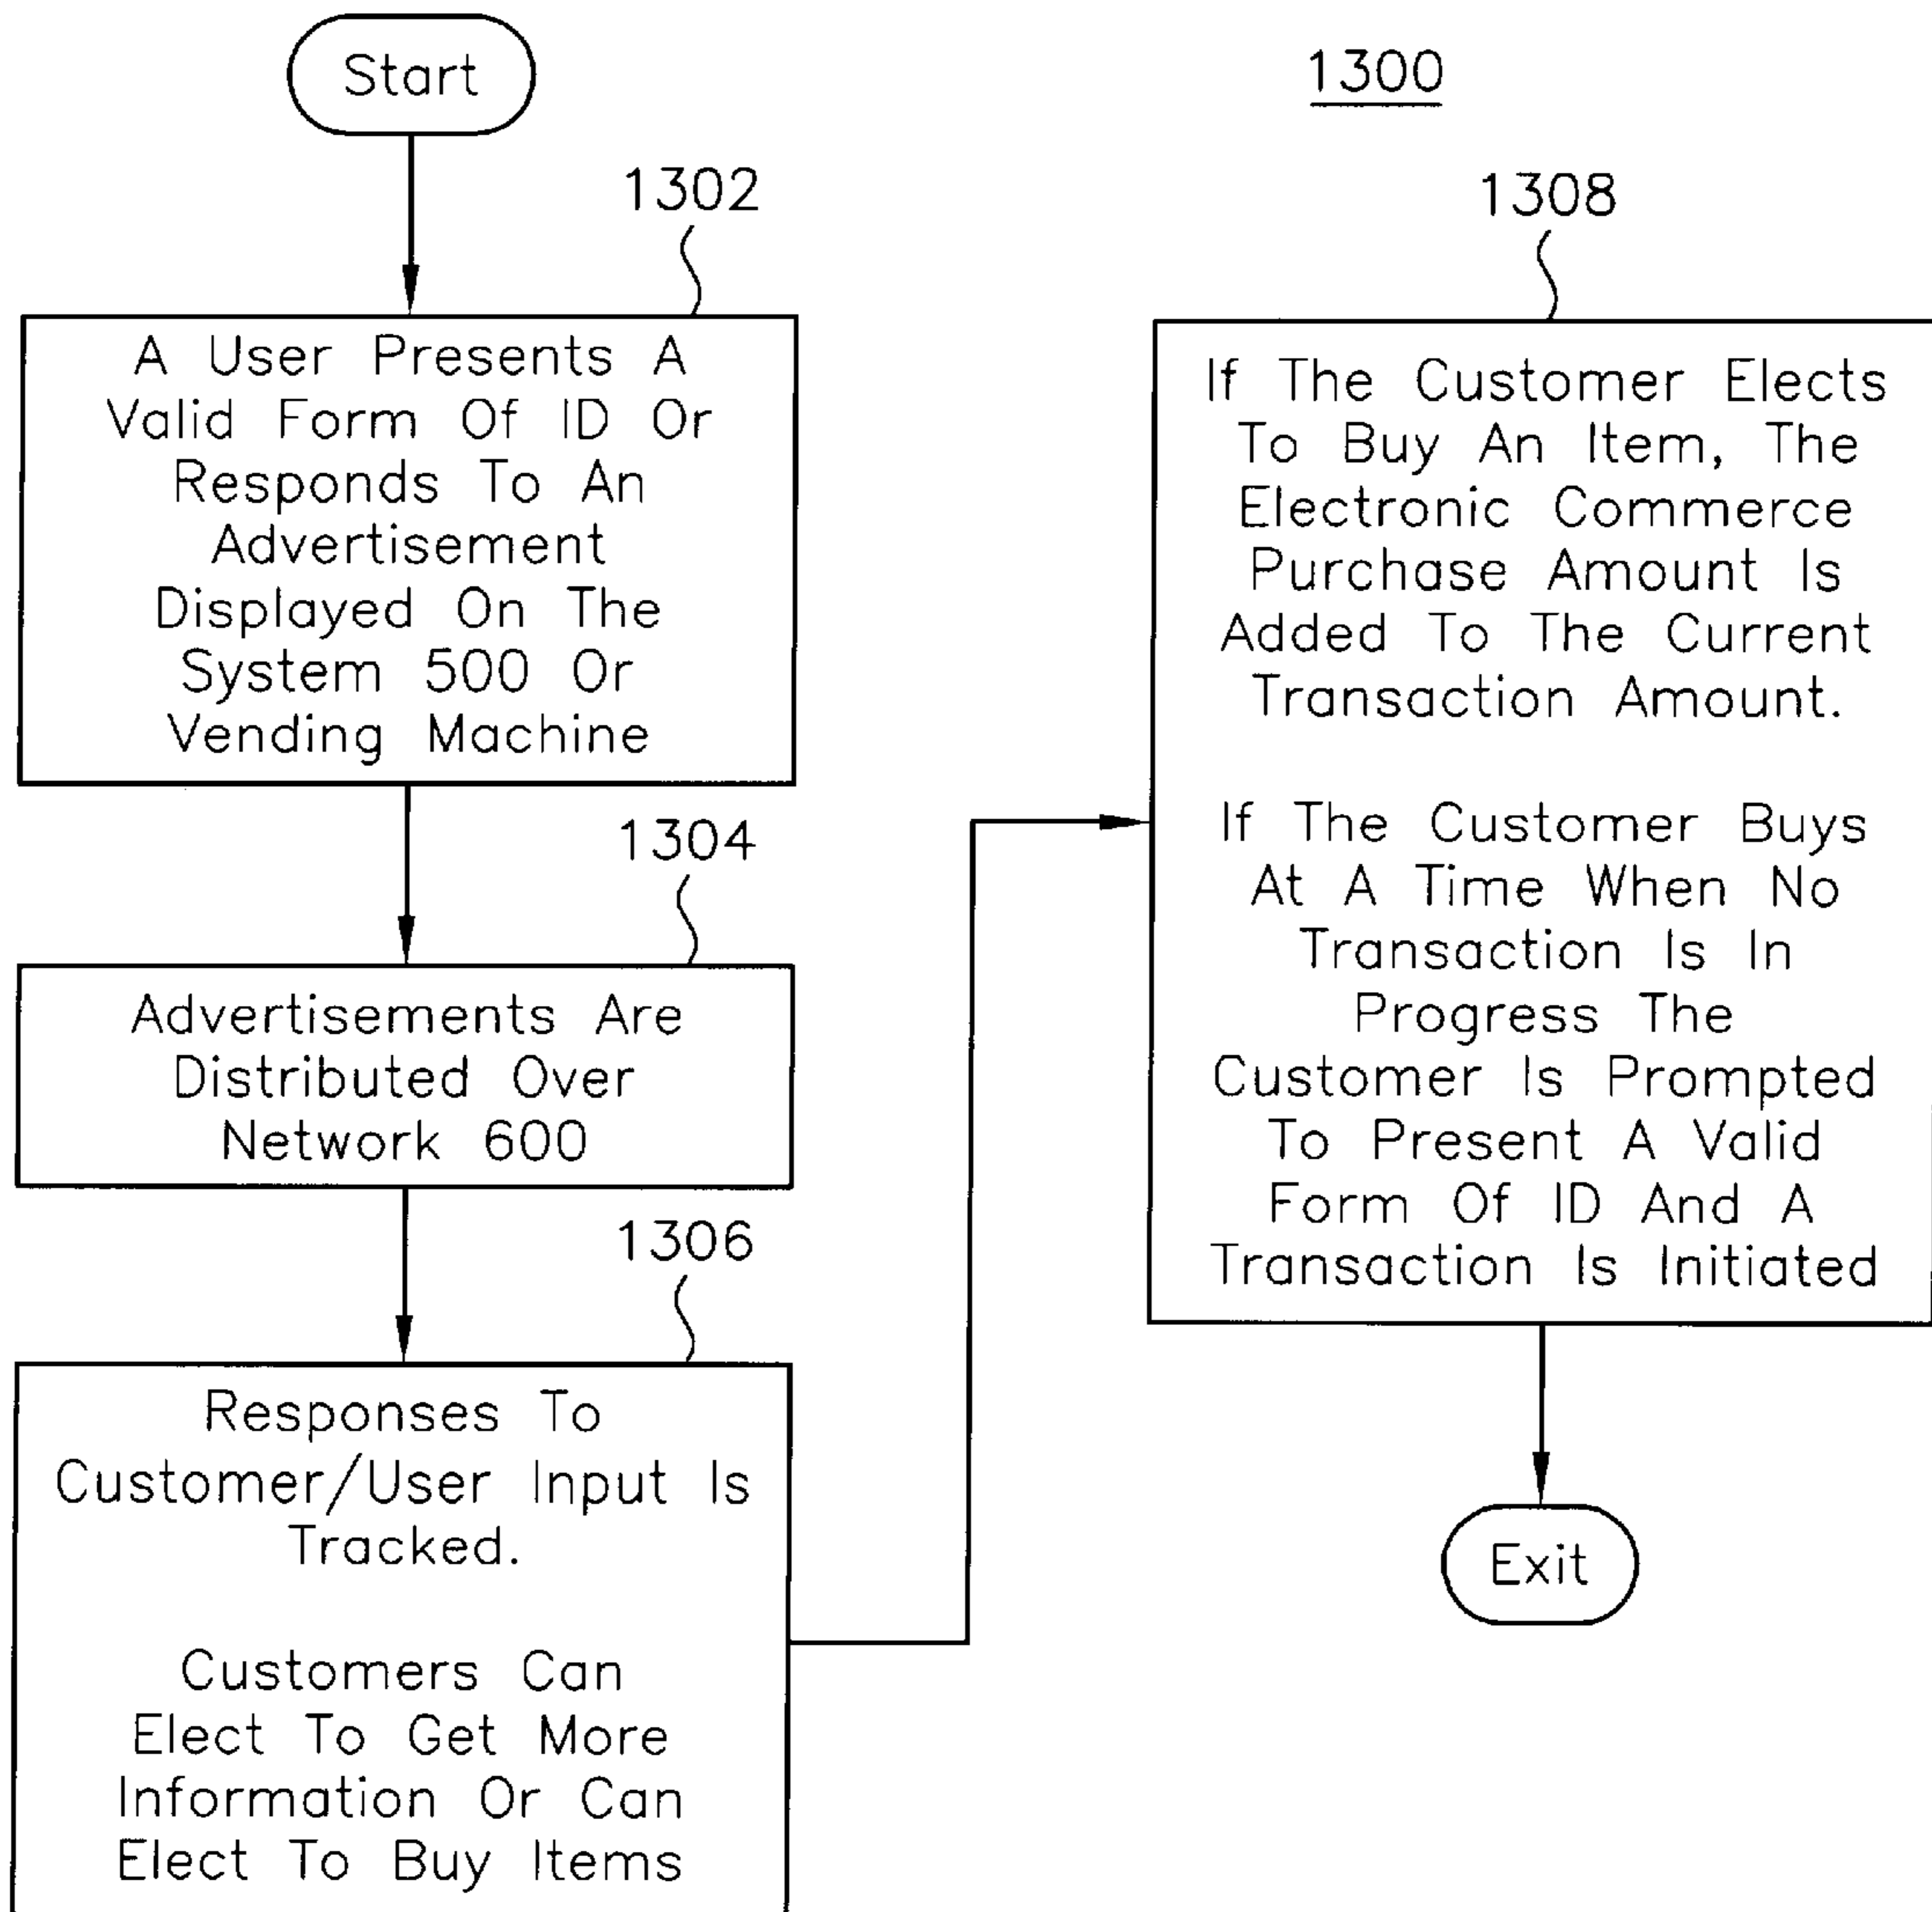 Start
1300
1302
A User Presents A
Valid Form Of ID Or
Responds To An
Advertisement
Displayed On The
System 500 Or
Vending Machine
1304
Advertisements Are
Distributed Over
Network 600
1306
Responses To
Customer/User Input Is
Tracked.
Customers Can
Elect To Get More
Information Or Can
Elect To Buy Items
1308
If The Customer Elects
To Buy An Item, The
Electronic Commerce
Purchase Amount Is
Added To The Current
Transaction Amount.
If The Customer Buys
At A Time When No
Transaction Is In
Progress The
Customer Is Prompted
To Present A Valid
Form Of ID And A
Transaction Is Initiated
Exit